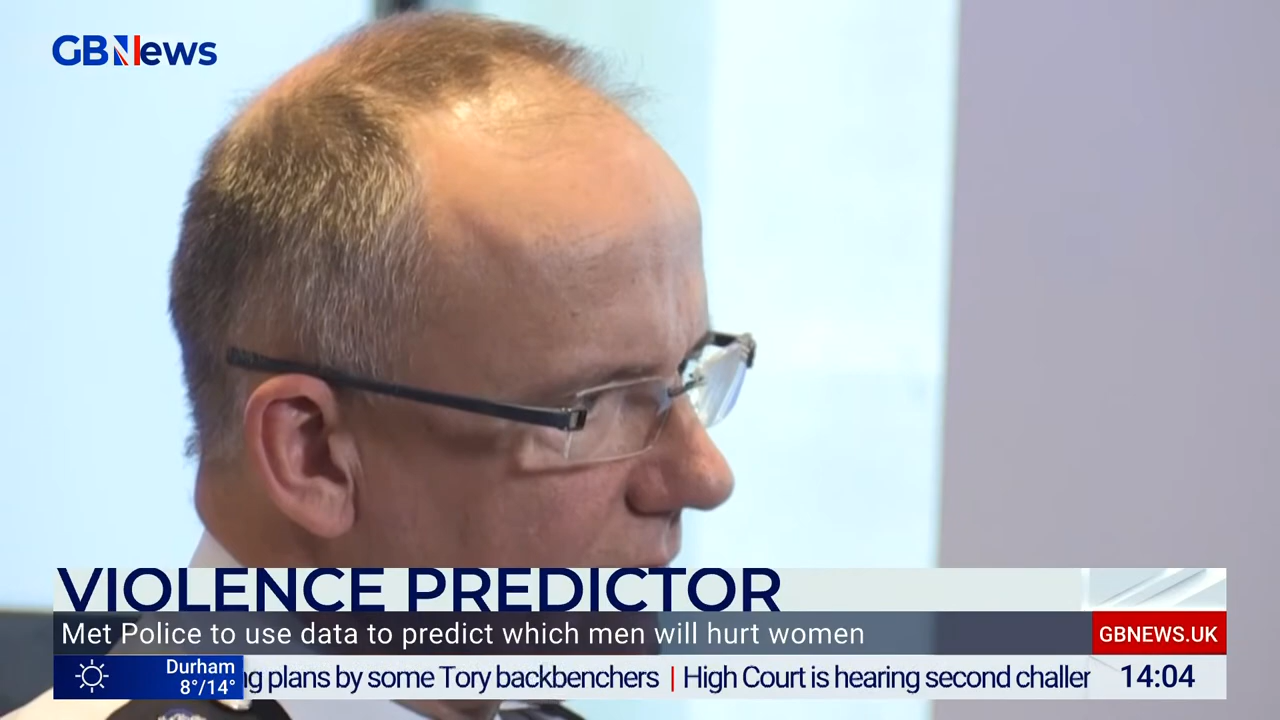 GBNews
VIOLENCE PREDICTOR
Met Police to use data to predict which men will hurt women
GBNEWS.UK
Durham
8°/14°
plans by some Tory backbenchers | High Court is hearing second
14:04